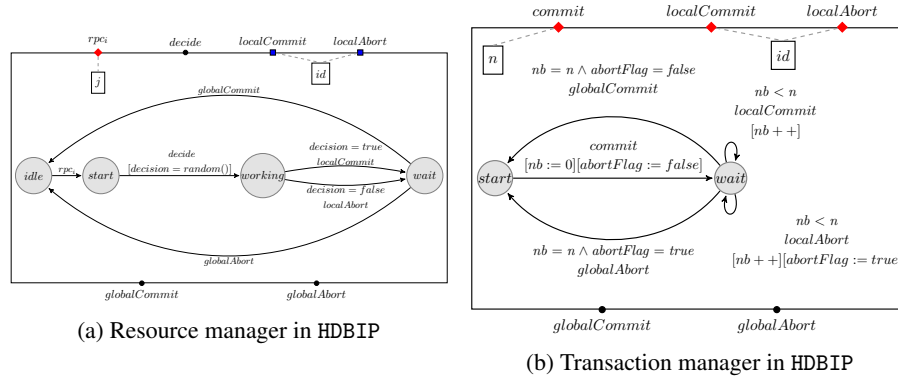 rpc_i
decide
localCommit
localAbort
j
id
globalCommit
idle
rpc_i
start
decide
[decision = random()]
working
decision = true
localCommit
decision = false
localAbort
wait
globalAbort
globalCommit
globalAbort
(a) Resource manager in HDBIP
commit
localCommit
localAbort
n
id
nb = n ∧ abortFlag = false
globalCommit
nb < n
localCommit
[nb + +]
commit
[nb := 0][abortFlag := false]
start
wait
nb = n ∧ abortFlag = true
globalAbort
nb < n
localAbort
[nb + +][abortFlag := true
globalCommit
globalAbort
(b) Transaction manager in HDBIP